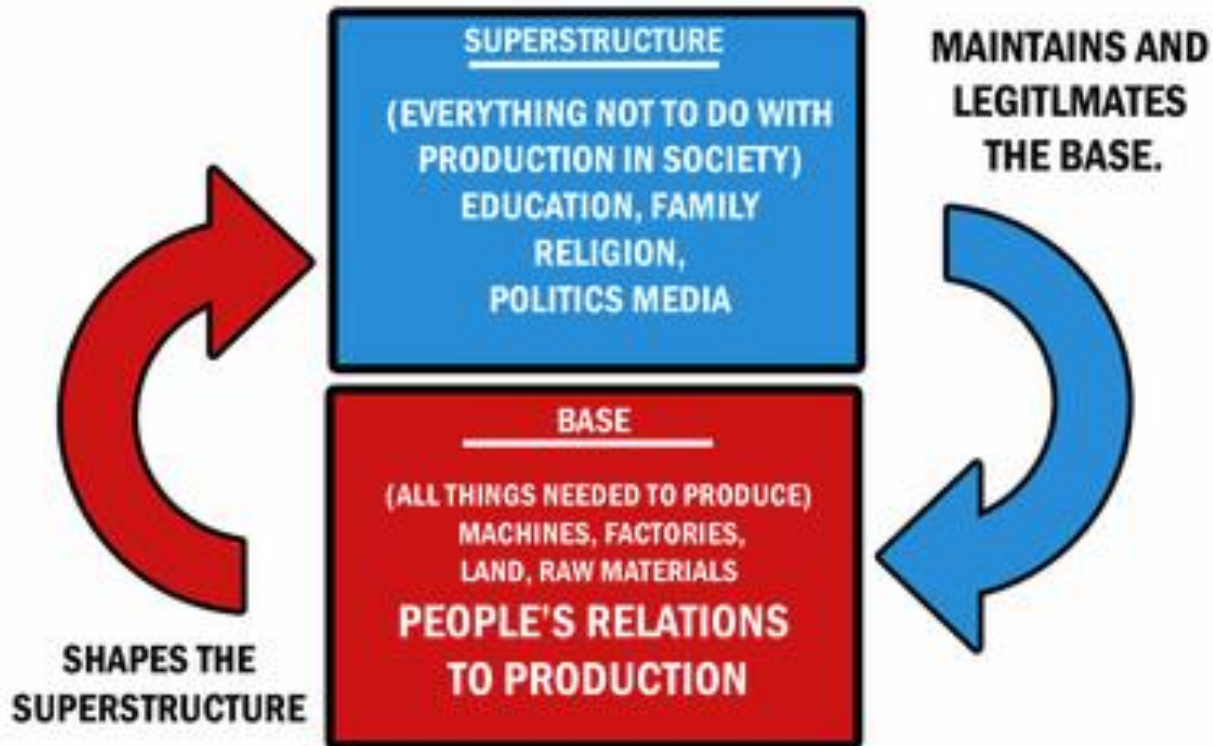 SUPERSTRUCTURE
(EVERYTHING NOT TO DO WITH
PRODUCTION IN SOCIETY)
EDUCATION, FAMILY
RELIGION,
POLITICS MEDIA
MAINTAINS AND
LEGITLMATES
THE BASE.
BASE
(ALL THINGS NEEDED TO PRODUCE)
MACHINES, FACTORIES,
LAND, RAW MATERIALS
PEOPLE'S RELATIONS
TO PRODUCTION
SHAPES THE
SUPERSTRUCTURE